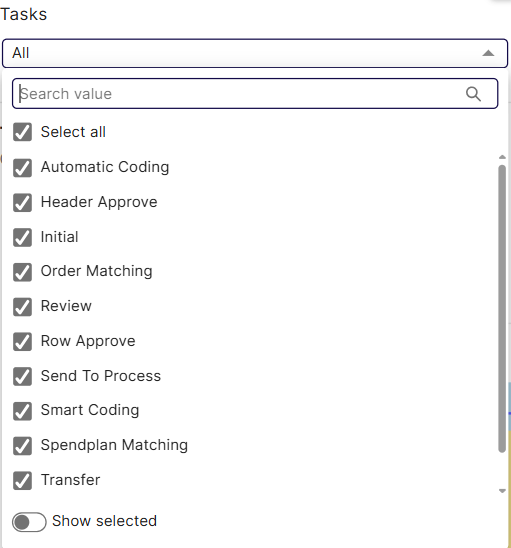 Tasks
All
Search value
Select all
Automatic Coding
Header Approve
Initial
Order Matching
Review
Row Approve
Send To Process
Smart Coding
Spendplan Matching
Transfer
Show selected